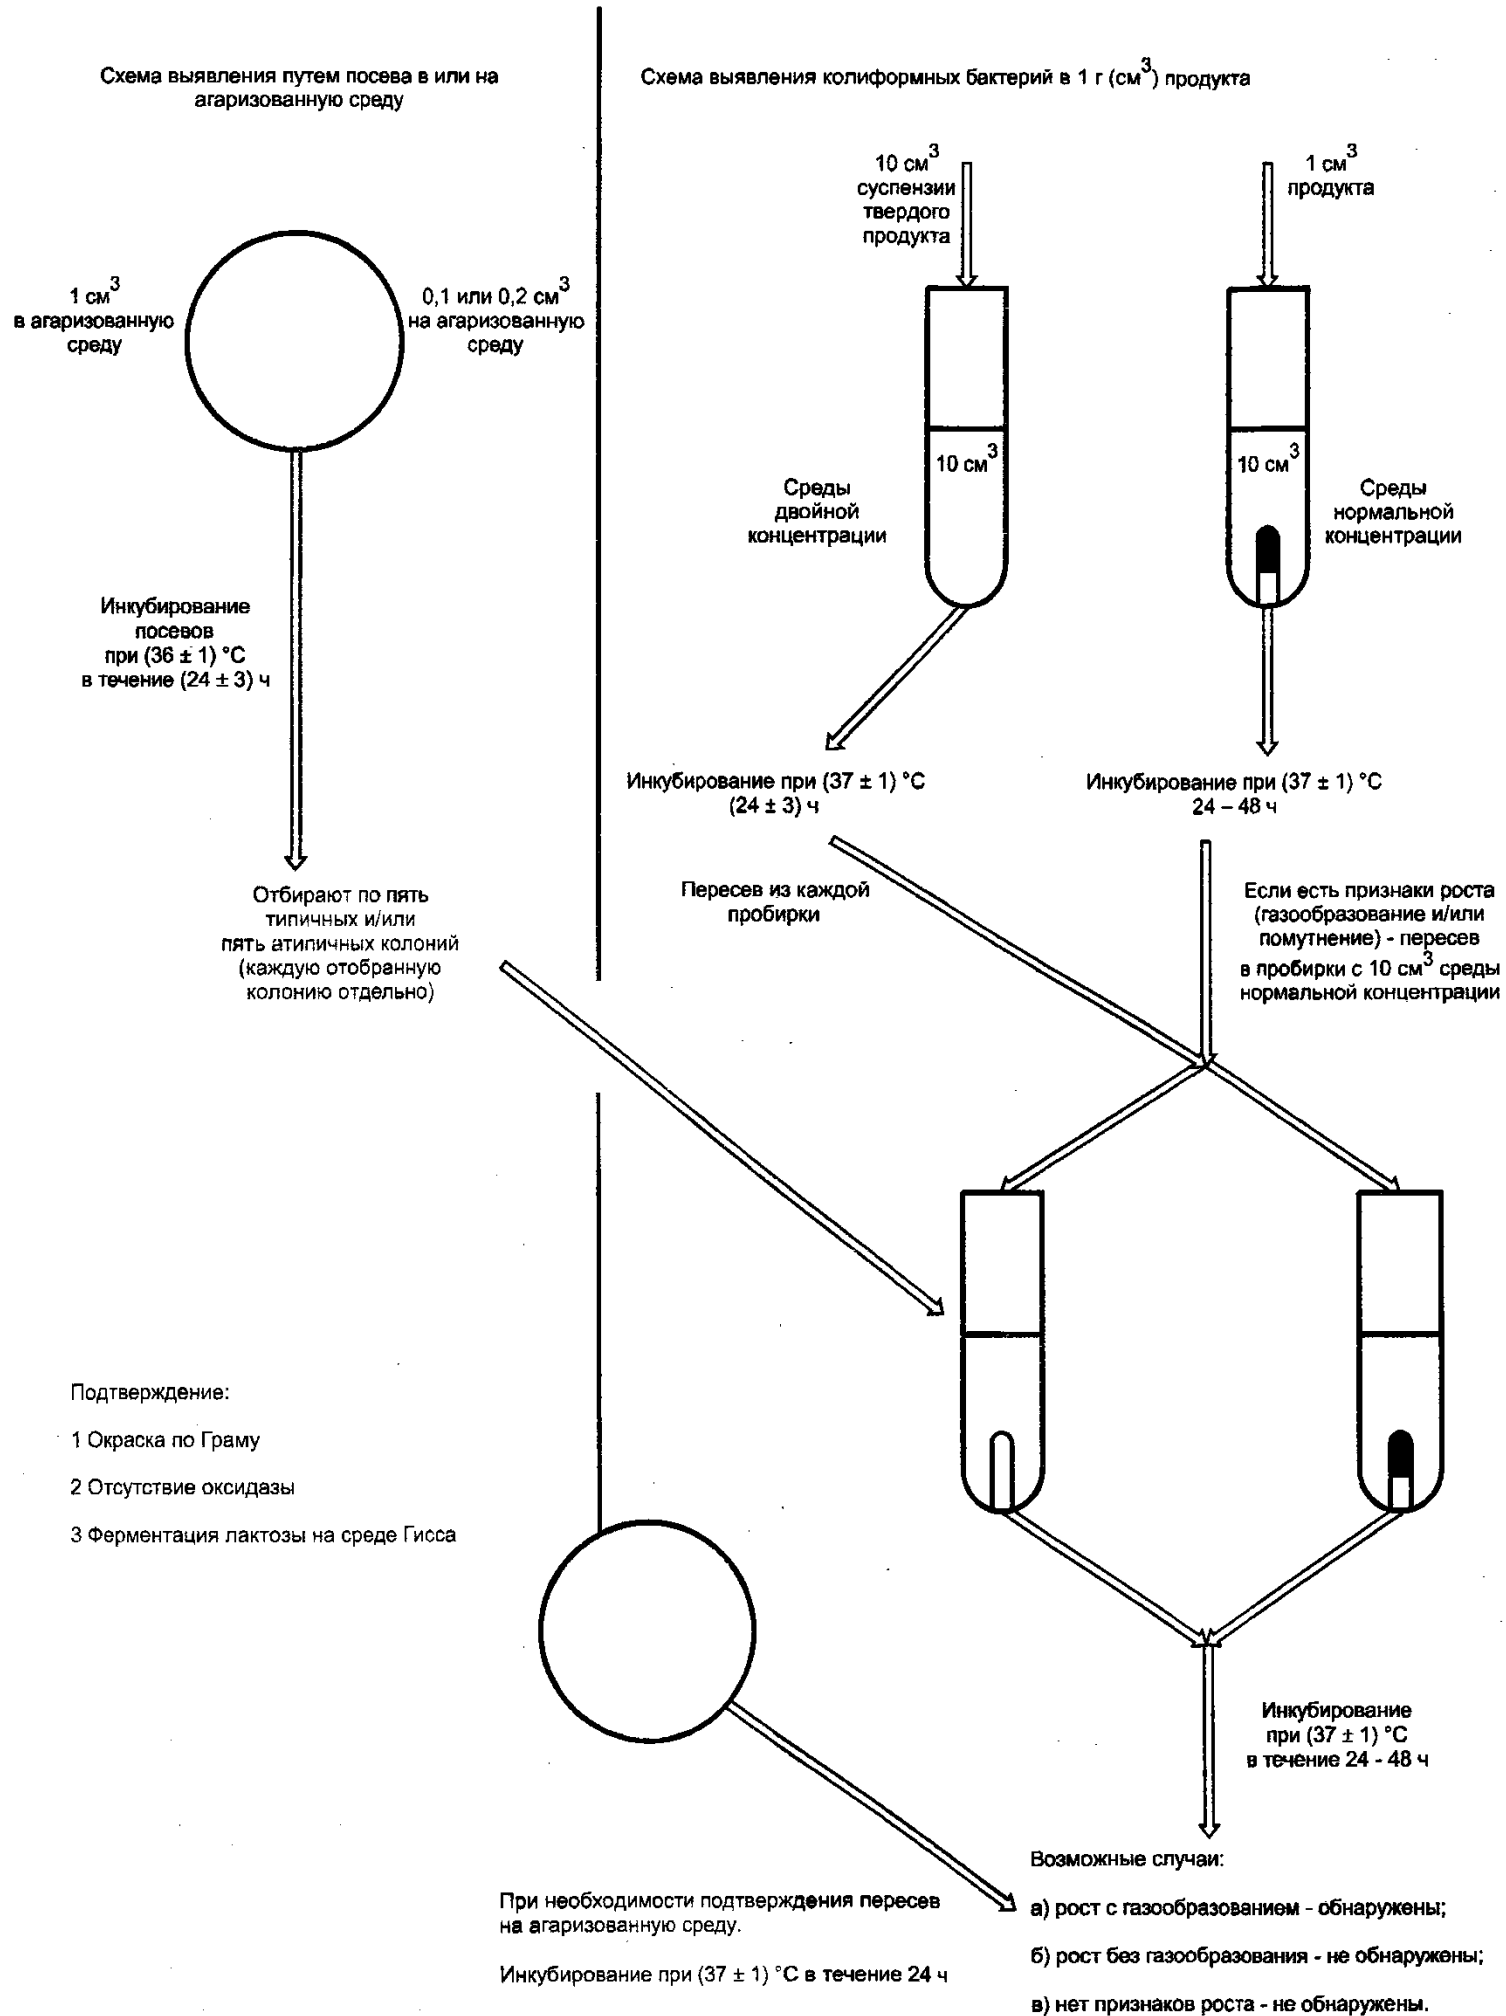 Схема выявления путем посева в или на
агаризованную среду
1 см3
в агаризованную
среду
0,1 или 0,2 см3
на агаризованную
среду
Инкубирование
посевов
при (36 ± 1) °С
в течение (24 ± 3) ч
Отбирают по пять
типичных и/или
пять атипичных колоний
(каждую отобранную
колонию отдельно)
Схема выявления колиформных бактерий в 1 г (см3) продукта
10 см3
суспензии
твердого
продукта
1 см3
продукта
10 см3
10 см3
Среды
двойной
концентрации
Среды
нормальной
концентрации
Инкубирование при (37 ± 1) °С
(24 ± 3) ч
Инкубирование при (37 ± 1) °С
24 – 48 ч
Пересев из каждой
пробирки
Если есть признаки роста
(газообразование и/или
помутнение) - пересев
в пробирки с 10 см3 среды
нормальной концентрации
Подтверждение:
1 Окраска по Граму
2 Отсутствие оксидазы
3 Ферментация лактозы на среде Гисса
Инкубирование
при (37 ± 1) °С
в течение 24 - 48 ч
При необходимости подтверждения пересев
на агаризованную среду.
Инкубирование при (37 ± 1) °С в течение 24 ч
Возможные случаи:
а) рост с газообразованием - обнаружены;
б) рост без газообразования - не обнаружены;
в) нет признаков роста - не обнаружены.